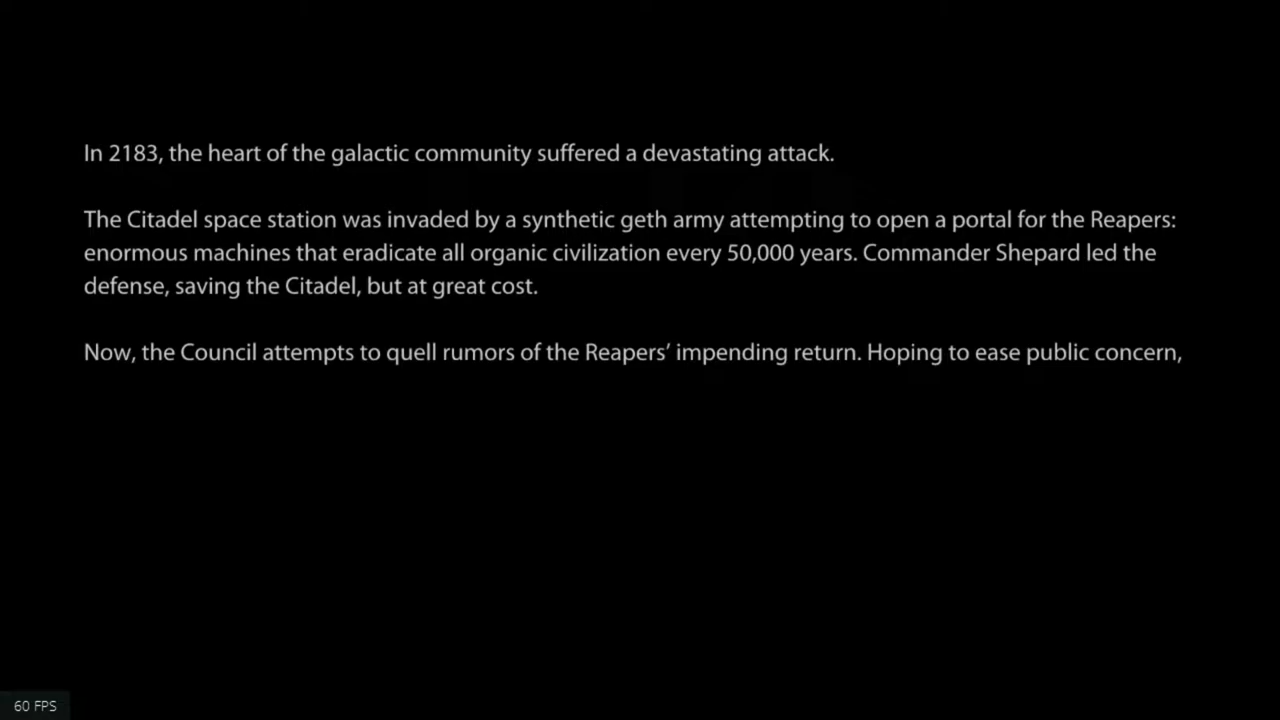 In 2183, the heart of the galactic community suffered a devastating attack.
The Citadel space station was invaded by a synthetic geth army attempting to open a portal for the Reapers:
enormous machines that eradicate all organic civilization every 50,000 years. Commander Shepard led the
defense, saving the Citadel, but at great cost.
Now, the Council attempts to quell rumors of the Reapers’ impending return. Hoping to ease public concern,
60 FPS